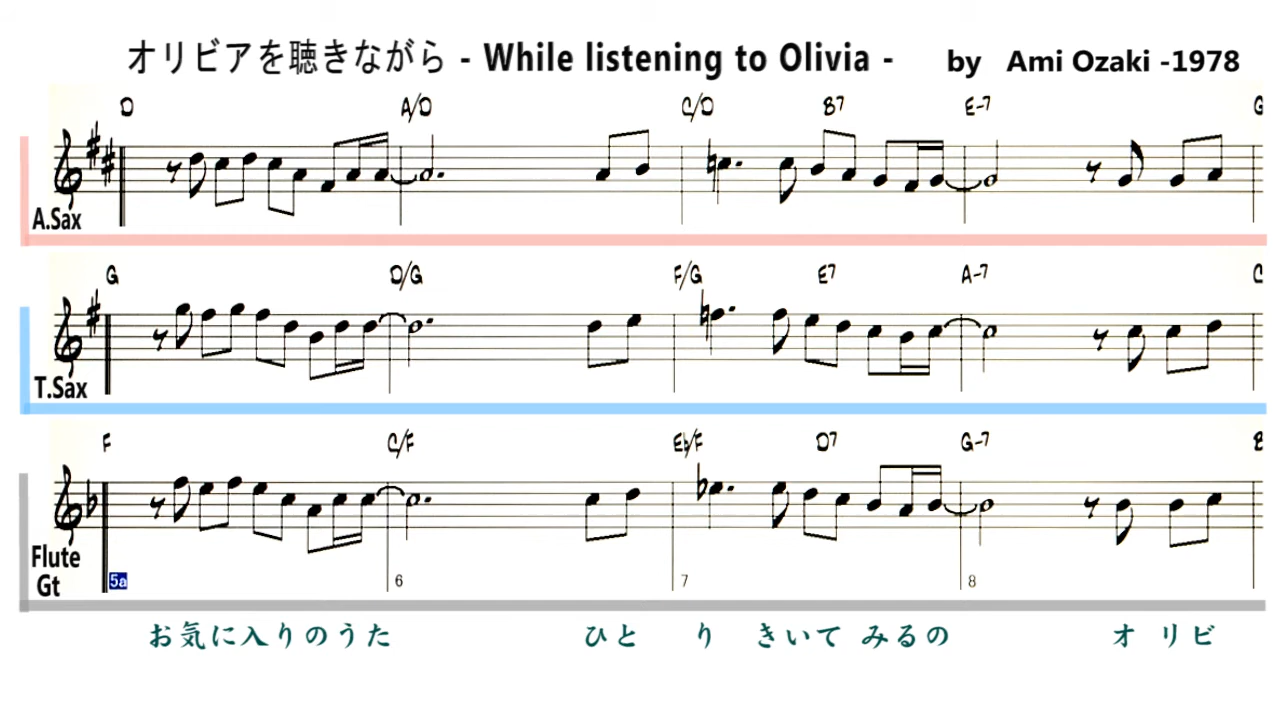 オリビアを聴きながら - While listening to Olivia - by Ami Ozaki -1978
D A/D C/D B7 E-7 G
A.Sax
G D/G F/G E7 A-7 C
T.Sax
F C/F Eb/F D7 G-7
Flute
Gt
5a 6 7 8
お気に入りのうた ひと り きいて みるの オ リビ